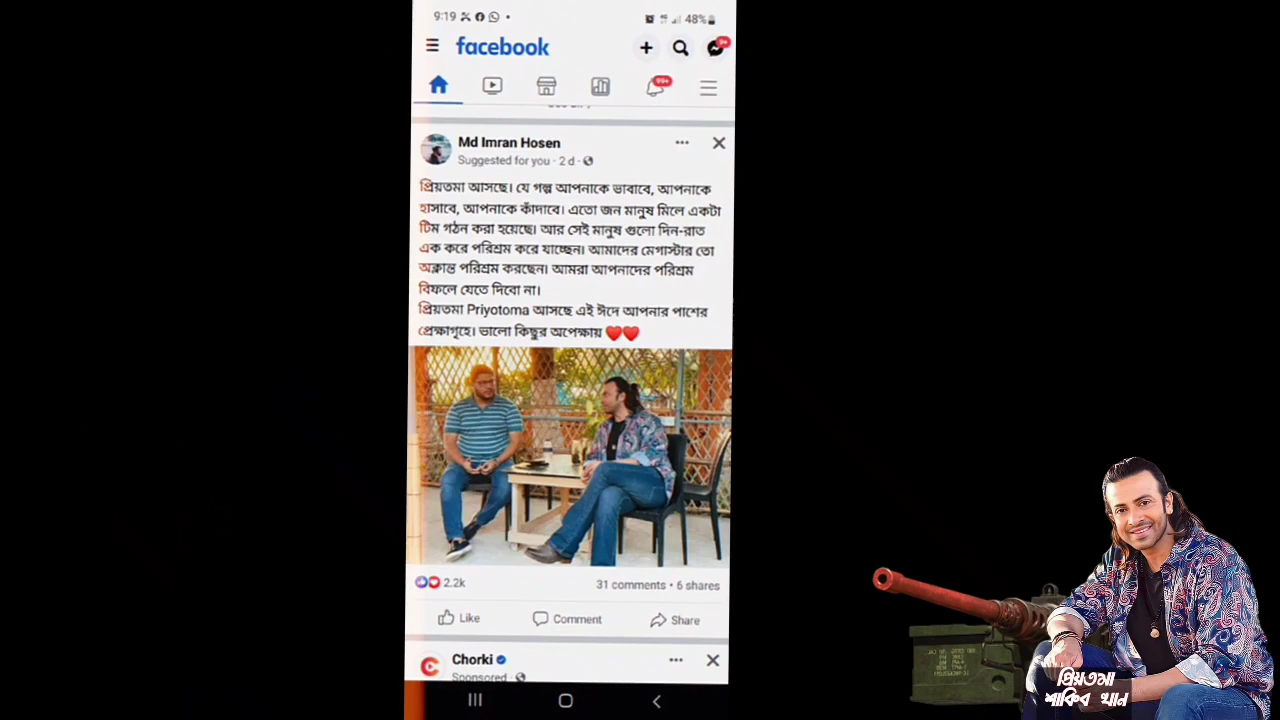 9:19
48%
facebook
9+
99+
Md Imran Hosen
Suggested for you · 2 d ·
প্রিয়তমা আসছে। যে গল্প আপনাকে ভাবাবে, আপনাকে
হাসাবে, আপনাকে কাঁদাবে। এতো জন মানুষ মিলে একটা
টিম গঠন করা হয়েছে। আর সেই মানুষ গুলো দিন-রাত
এক করে পরিশ্রম করে যাচ্ছেন। আমাদের মেগাস্টার তো
অক্লান্ত পরিশ্রম করছেন। আমরা আপনাদের পরিশ্রম
বিফলে যেতে দিবো না।
প্রিয়তমা Priyotoma আসছে এই ঈদে আপনার পাশের
প্রেক্ষাগৃহে। ভালো কিছুর অপেক্ষায় ❤️❤️
2.2k
31 comments • 6 shares
Like
Comment
Share
Chorki
Sponsored ·
প্রিয়তমা
শাকিব খান